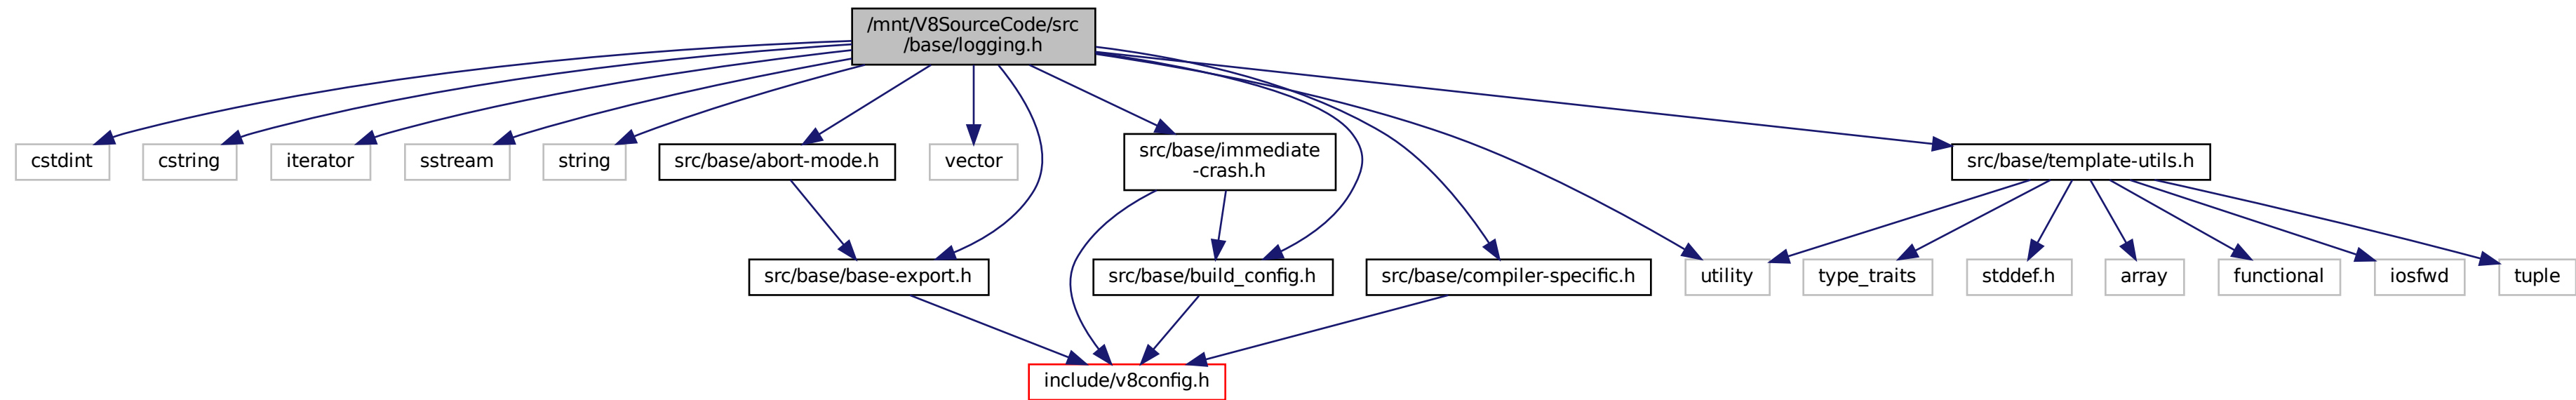 /mnt/V8SourceCode/src
/base/logging.h
cstdint
cstring
iterator
sstream
string
src/base/abort-mode.h
vector
src/base/immediate
-crash.h
src/base/template-utils.h
src/base/base-export.h
src/base/build_config.h
src/base/compiler-specific.h
utility
type_traits
stddef.h
array
functional
iosfwd
tuple
include/v8config.h